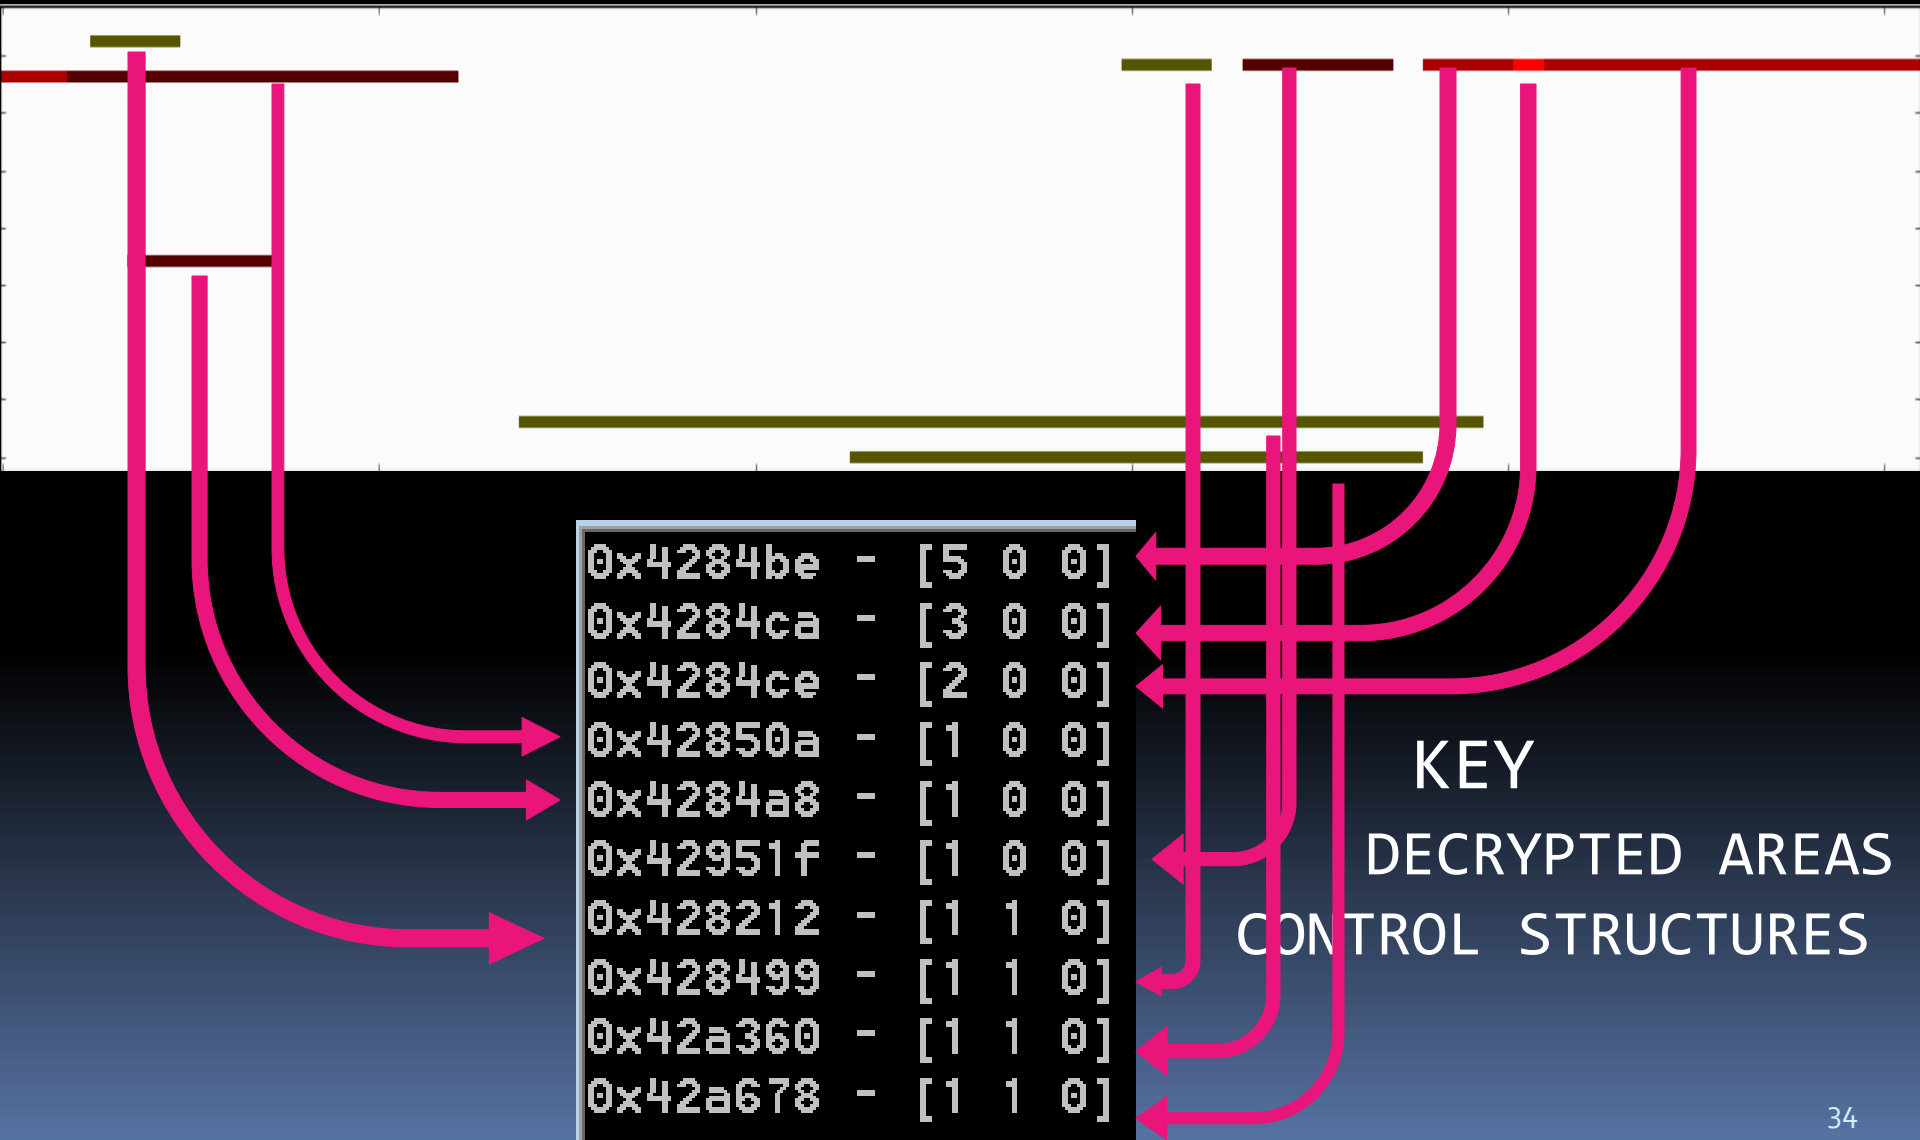 0x4284be - [5 0 0]
0x4284ca - [3 0 0]
0x4284ce - [2 0 0]
0x42850a - [1 0 0]
0x4284a8 - [1 0 0]
0x42951f - [1 0 0]
0x428212 - [1 1 0]
0x428499 - [1 1 0]
0x42a360 - [1 1 0]
0x42a678 - [1 1 0]
KEY
DECRYPTED AREAS
CONTROL STRUCTURES
34